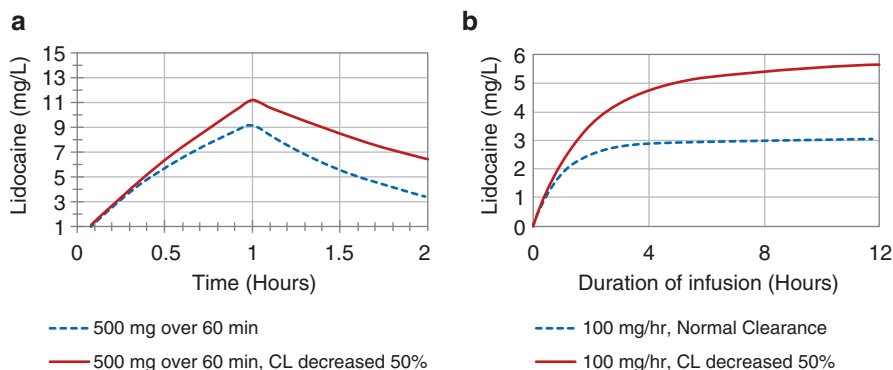 a
15
13
11
9
7
5
3
1
Lidocaine (mg/L)
0 0.5 1 1.5 2
Time (Hours)
500 mg over 60 min
500 mg over 60 min, CL decreased 50%
b
6
5
4
3
2
1
0
Lidocaine (mg/L)
0 4 8 12
Duration of infusion (Hours)
100 mg/hr, Normal Clearance
100 mg/hr, CL decreased 50%